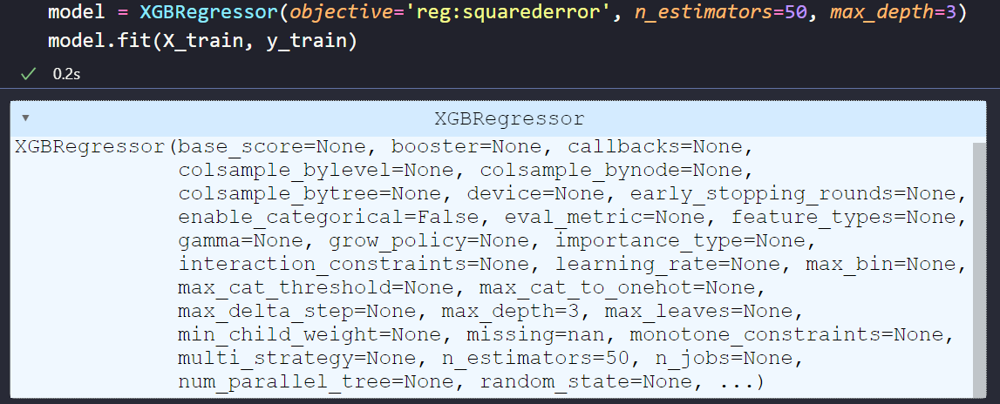 model = XGBRegressor(objective='reg:squarederror', n_estimators=50, max_depth=3)
model.fit(X_train, y_train)
0.2s
XGBRegressor
XGBRegressor(base_score=None, booster=None, callbacks=None,
colsample_bylevel=None, colsample_bynode=None,
colsample_bytree=None, device=None, early_stopping_rounds=None,
enable_categorical=False, eval_metric=None, feature_types=None,
gamma=None, grow_policy=None, importance_type=None,
interaction_constraints=None, learning_rate=None, max_bin=None,
max_cat_threshold=None, max_cat_to_onehot=None,
max_delta_step=None, max_depth=3, max_leaves=None,
min_child_weight=None, missing=nan, monotone_constraints=None,
multi_strategy=None, n_estimators=50, n_jobs=None,
num_parallel_tree=None, random_state=None, ...)